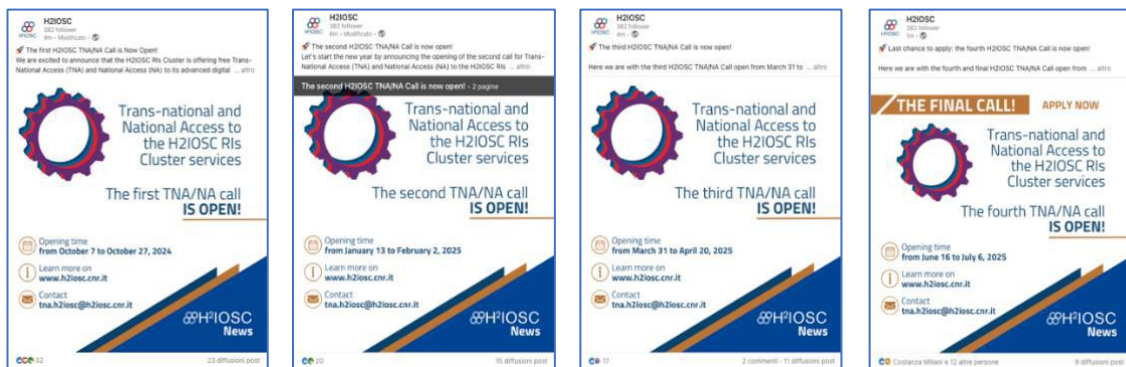 H2IOSC
382 follower
9m • Modificato •
🚀 The first H2IOSC TNA/NA Call is Now Open!
We are excited to announce that the H2IOSC RIs Cluster is offering free Trans-
National Access (TNA) and National Access (NA) to its advanced digital ... altro
Trans-national and
National Access to
the H2IOSC RIs
Cluster services
The first TNA/NA call
IS OPEN!
Opening time
from October 7 to October 27, 2024
Learn more on
www.h2iosc.cnr.it
Contact
tna.h2iosc@h2iosc.cnr.it
H²IOSC
News
32
23 diffusioni post
H2IOSC
382 follower
6m • Modificato •
🚀 The second H2IOSC TNA/NA Call is now open!
Let's start the new year by announcing the opening of the second call for Trans-
National Access (TNA) and National Access (NA) to the H2IOSC RIs ... altro
The second H2IOSC TNA/NA Call is now open! • 2 pagine
Trans-national and
National Access to
the H2IOSC RIs
Cluster services
The second TNA/NA call
IS OPEN!
Opening time
from January 13 to February 2, 2025
Learn more on
www.h2iosc.cnr.it
Contact
tna.h2iosc@h2iosc.cnr.it
H²IOSC
News
20
15 diffusioni post
H2IOSC
382 follower
4m •
🚀 The third H2IOSC TNA/NA Call is now open!
Here we are with the third H2IOSC TNA/NA Call open from March 31 to ... altro
Trans-national and
National Access to
the H2IOSC RIs
Cluster services
The third TNA/NA call
IS OPEN!
Opening time
from March 31 to April 20, 2025
Learn more on
www.h2iosc.cnr.it
Contact
tna.h2iosc@h2iosc.cnr.it
H²IOSC
News
17
2 commenti • 11 diffusioni post
H2IOSC
382 follower
🚀 Last chance to apply: the fourth H2IOSC TNA/NA Call is now open!
Here we are with the fourth and final H2IOSC TNA/NA Call open from ... altro
THE FINAL CALL! APPLY NOW
Trans-national and
National Access to
the H2IOSC RIs
Cluster services
The fourth TNA/NA call
IS OPEN!
Opening time
from June 16 to July 6, 2025
Learn more on
www.h2iosc.cnr.it
Contact
tna.h2iosc@h2iosc.cnr.it
H²IOSC
News
Costanza Miliani e 12 altre persone
9 diffusioni post